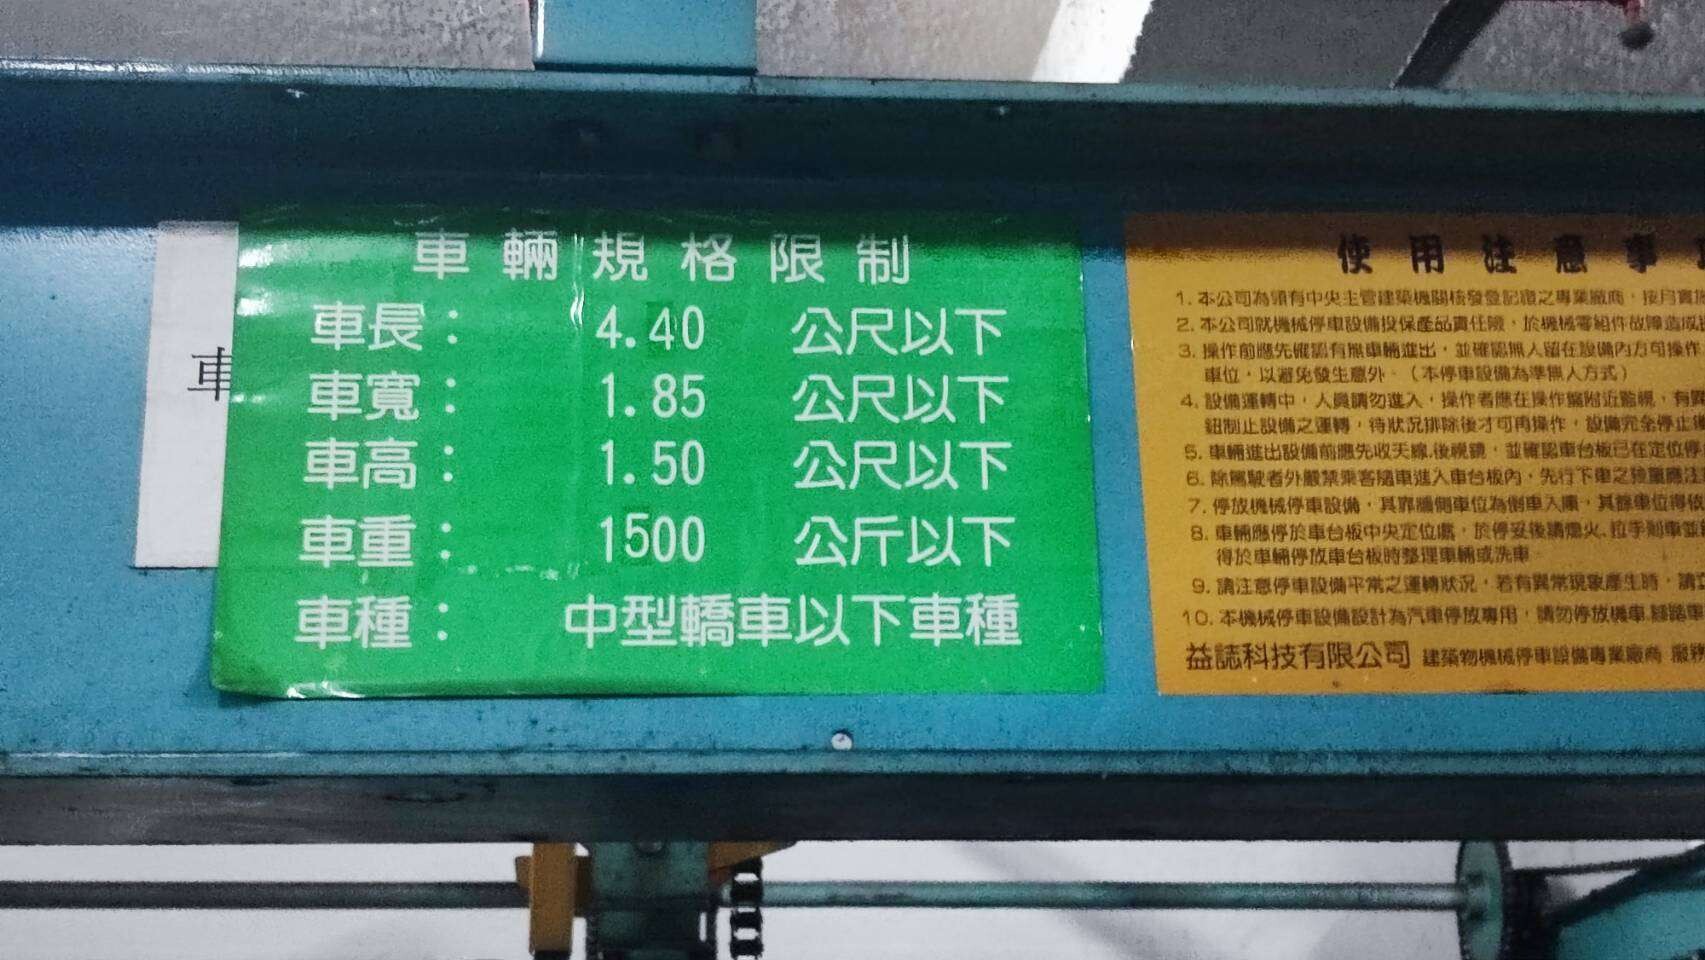 車
車輛規格限制
車長： 4.40 公尺以下
車寬： 1.85 公尺以下
車高： 1.50 公尺以下
車重： 1500 公斤以下
車種： 中型轎車以下車種
使用注意事
1. 本公司為領有中央主管建築機關核發登記證之專業廠商，按月實
2. 本公司就機械停車設備投保產品責任險，於機械零組件故障造成
3. 操作前應先確認有無車輛進出，並確認無人留在設備內方可操作
車位，以避免發生意外。（本停車設備為準無人方式）
4. 設備運轉中，人員請勿進入，操作者應在操作盤附近監視，有異
鈕制止設備之運轉，待狀況排除後才可再操作，設備完全停止後
5. 車輛進出設備前應先收天線.後視鏡，並確認車台板已在定位停
6. 除駕駛者外嚴禁乘客隨車進入車台板內，先行下車之
7. 停放機械停車設備，其靠牆側車位為倒車入庫，其餘車位得依
8. 車輛應停於車台板中央定位處，於停妥後請熄火.拉手剎車並
得於車輛停放車台板時整理車輛或洗車
9. 請注意停車設備平常之運轉狀況，若有異常現象產生時，請立
10. 本機械停車設備設計為汽車停放專用，請勿停放機車.腳踏車
益誌科技有限公司 建築物機械停車設備專業廠商 服務